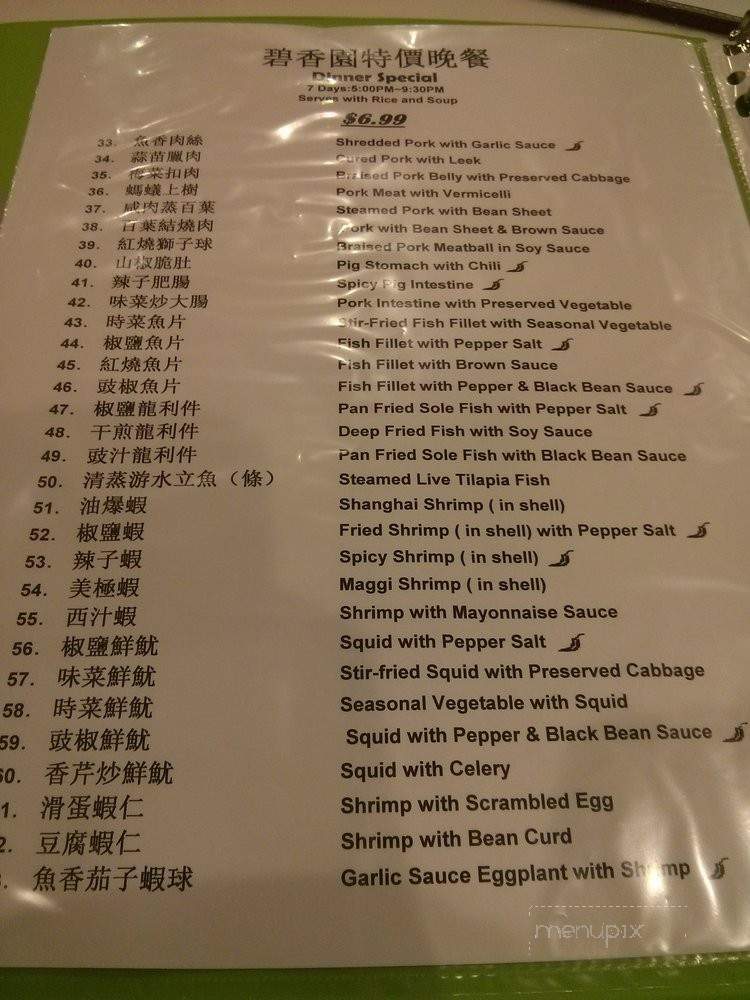 碧香園特價晚餐
Dinner Special
7 Days:5:00PM~9:30PM
Serves with Rice and Soup
$6.99
33. 魚香肉絲 Shredded Pork with Garlic Sauce
34. 蒜苗臘肉 Cured Pork with Leek
35. 梅菜扣肉 Braised Pork Belly with Preserved Cabbage
36. 螞蟻上樹 Pork Meat with Vermicelli
37. 咸肉蒸百葉 Steamed Pork with Bean Sheet
38. 百葉結燒肉 Pork with Bean Sheet & Brown Sauce
39. 紅燒獅子球 Braised Pork Meatball in Soy Sauce
40. 山椒脆肚 Pig Stomach with Chili
41. 辣子肥腸 Spicy Pig Intestine
42. 味菜炒大腸 Pork Intestine with Preserved Vegetable
43. 時菜魚片 Stir-Fried Fish Fillet with Seasonal Vegetable
44. 椒鹽魚片 Fish Fillet with Pepper Salt
45. 紅燒魚片 Fish Fillet with Brown Sauce
46. 豉椒魚片 Fish Fillet with Pepper & Black Bean Sauce
47. 椒鹽龍利件 Pan Fried Sole Fish with Pepper Salt
48. 干煎龍利件 Deep Fried Fish with Soy Sauce
49. 豉汁龍利件 Pan Fried Sole Fish with Black Bean Sauce
50. 清蒸游水立魚（條） Steamed Live Tilapia Fish
51. 油爆蝦 Shanghai Shrimp ( in shell)
52. 椒鹽蝦 Fried Shrimp ( in shell) with Pepper Salt
53. 辣子蝦 Spicy Shrimp ( in shell)
54. 美極蝦 Maggi Shrimp ( in shell)
55. 西汁蝦 Shrimp with Mayonnaise Sauce
56. 椒鹽鮮魷 Squid with Pepper Salt
57. 味菜鮮魷 Stir-fried Squid with Preserved Cabbage
58. 時菜鮮魷 Seasonal Vegetable with Squid
59. 豉椒鮮魷 Squid with Pepper & Black Bean Sauce
60. 香芹炒鮮魷 Squid with Celery
1. 滑蛋蝦仁 Shrimp with Scrambled Egg
2. 豆腐蝦仁 Shrimp with Bean Curd
魚香茄子蝦球 Garlic Sauce Eggplant with Shrimp
menupix